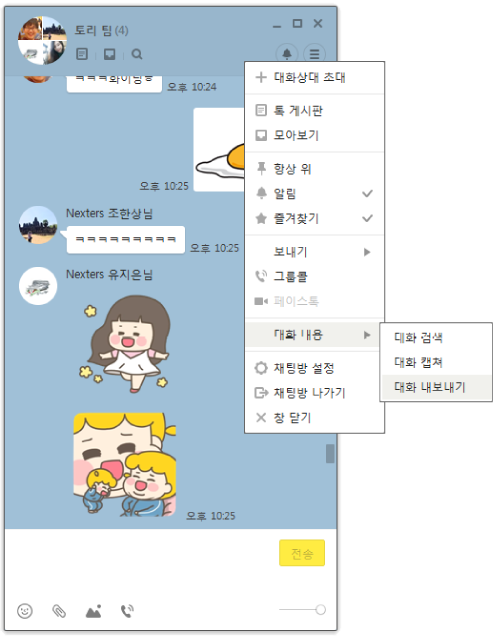 토리 팀 (4)
ㅋㅋㅋ화이팅ㅎ
오후 10:24
오후 10:25
Nexters 조한상님
ㅋㅋㅋㅋㅋㅋㅋㅋㅋ
오후 10:25
Nexters 유지은님
오후 10:25
전송
대화상대 초대
톡 게시판
모아보기
항상 위
알림
즐겨찾기
보내기
그룹콜
페이스톡
대화 내용
채팅방 설정
채팅방 나가기
창 닫기
대화 검색
대화 캡쳐
대화 내보내기